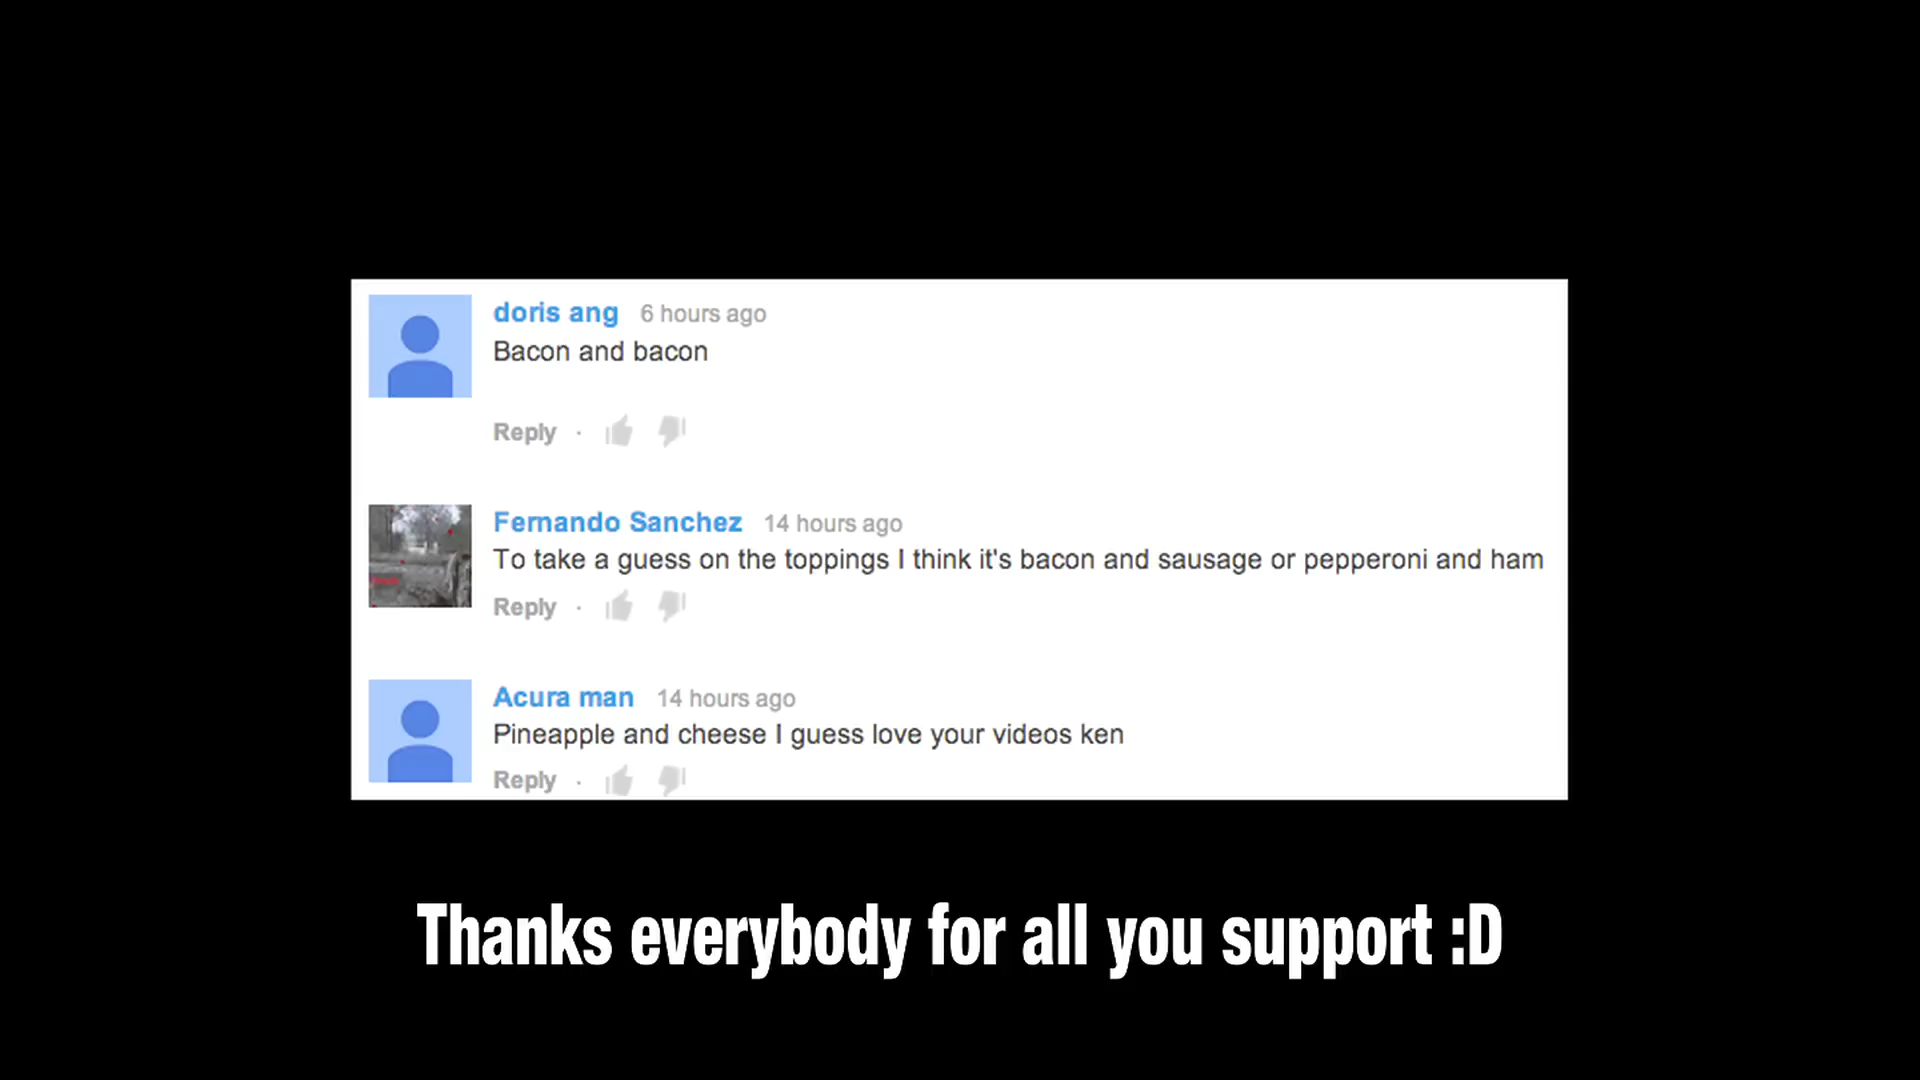 doris ang 6 hours ago
Bacon and bacon
Reply ·
Fernando Sanchez 14 hours ago
To take a guess on the toppings I think it's bacon and sausage or pepperoni and ham
Reply ·
Acura man 14 hours ago
Pineapple and cheese I guess love your videos ken
Reply ·
Thanks everybody for all you support :D